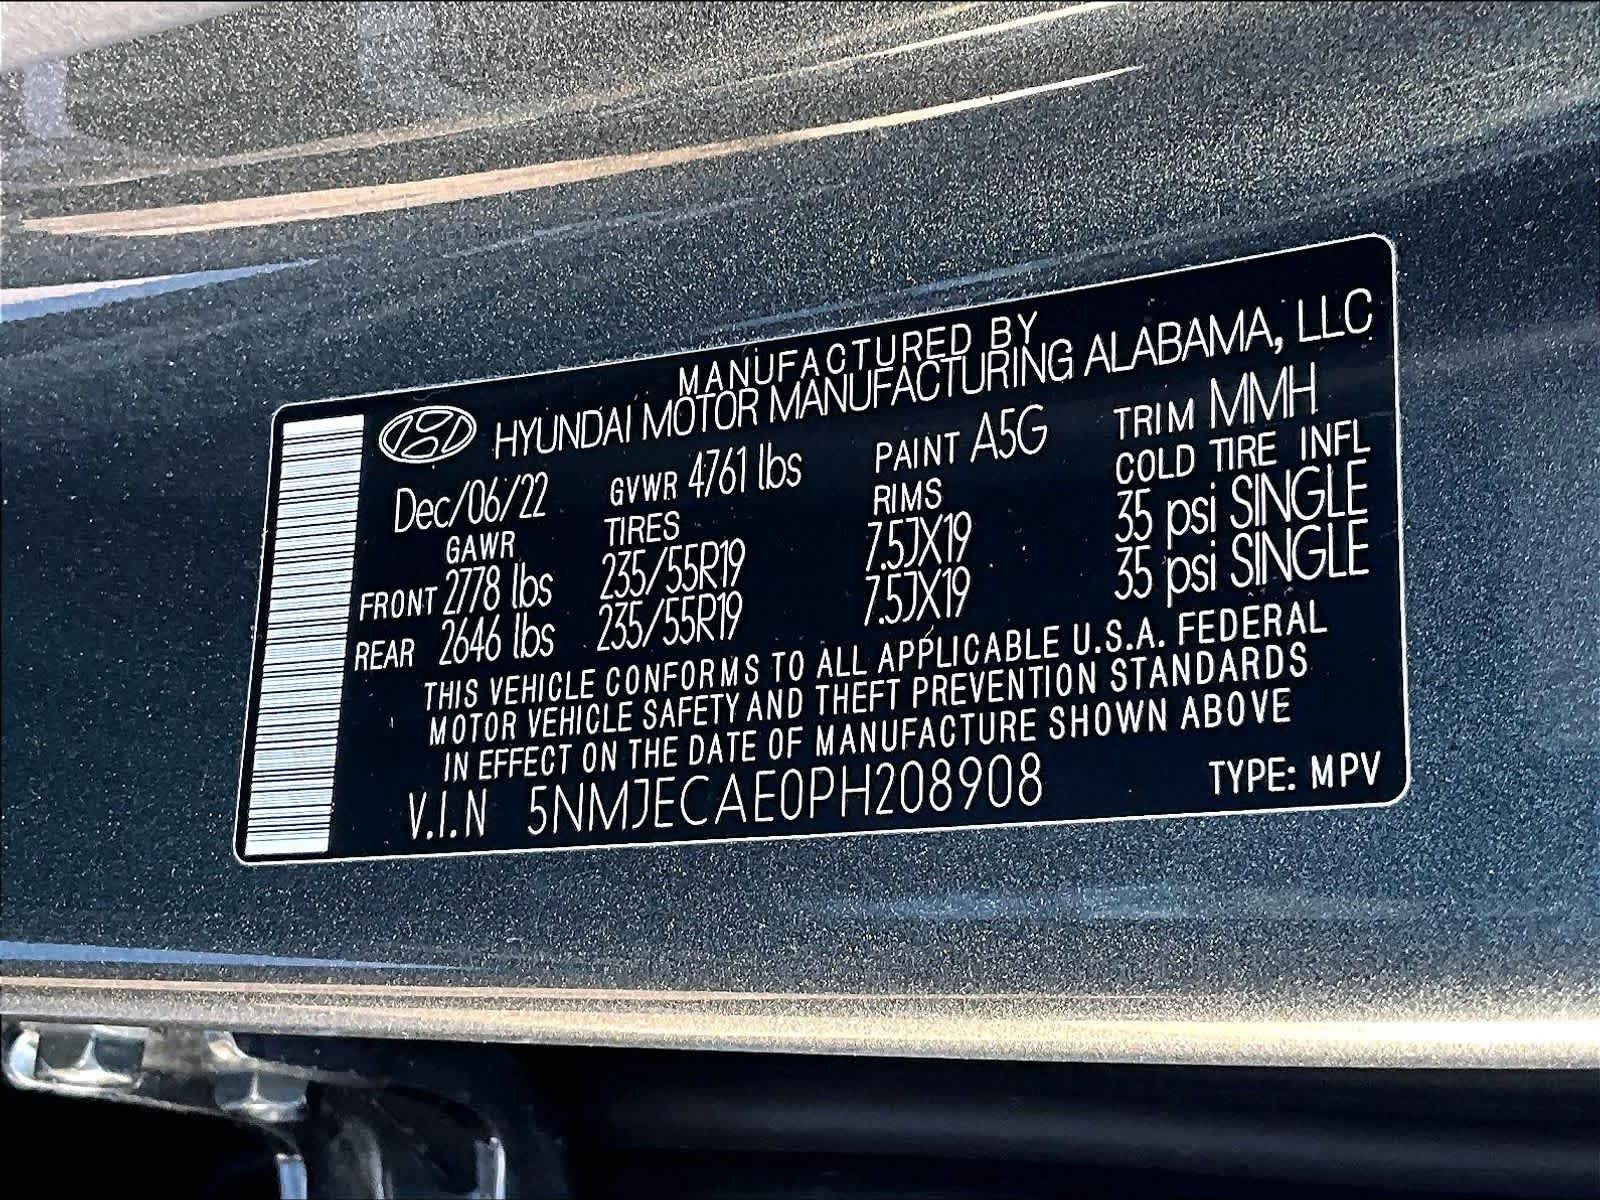 MANUFACTURED BY
HYUNDAI MOTOR MANUFACTURING ALABAMA, LLC
Dec/06/22 GVWR 4761 lbs PAINT A5G TRIM MMH
GAWR TIRES RIMS COLD TIRE INFL
FRONT 2778 lbs 235/55R19 7.5JX19 35 psi SINGLE
REAR 2646 lbs 235/55R19 7.5JX19 35 psi SINGLE
THIS VEHICLE CONFORMS TO ALL APPLICABLE U.S.A. FEDERAL
MOTOR VEHICLE SAFETY AND THEFT PREVENTION STANDARDS
IN EFFECT ON THE DATE OF MANUFACTURE SHOWN ABOVE
V.I.N 5NMJECAE0PH208908 TYPE: MPV